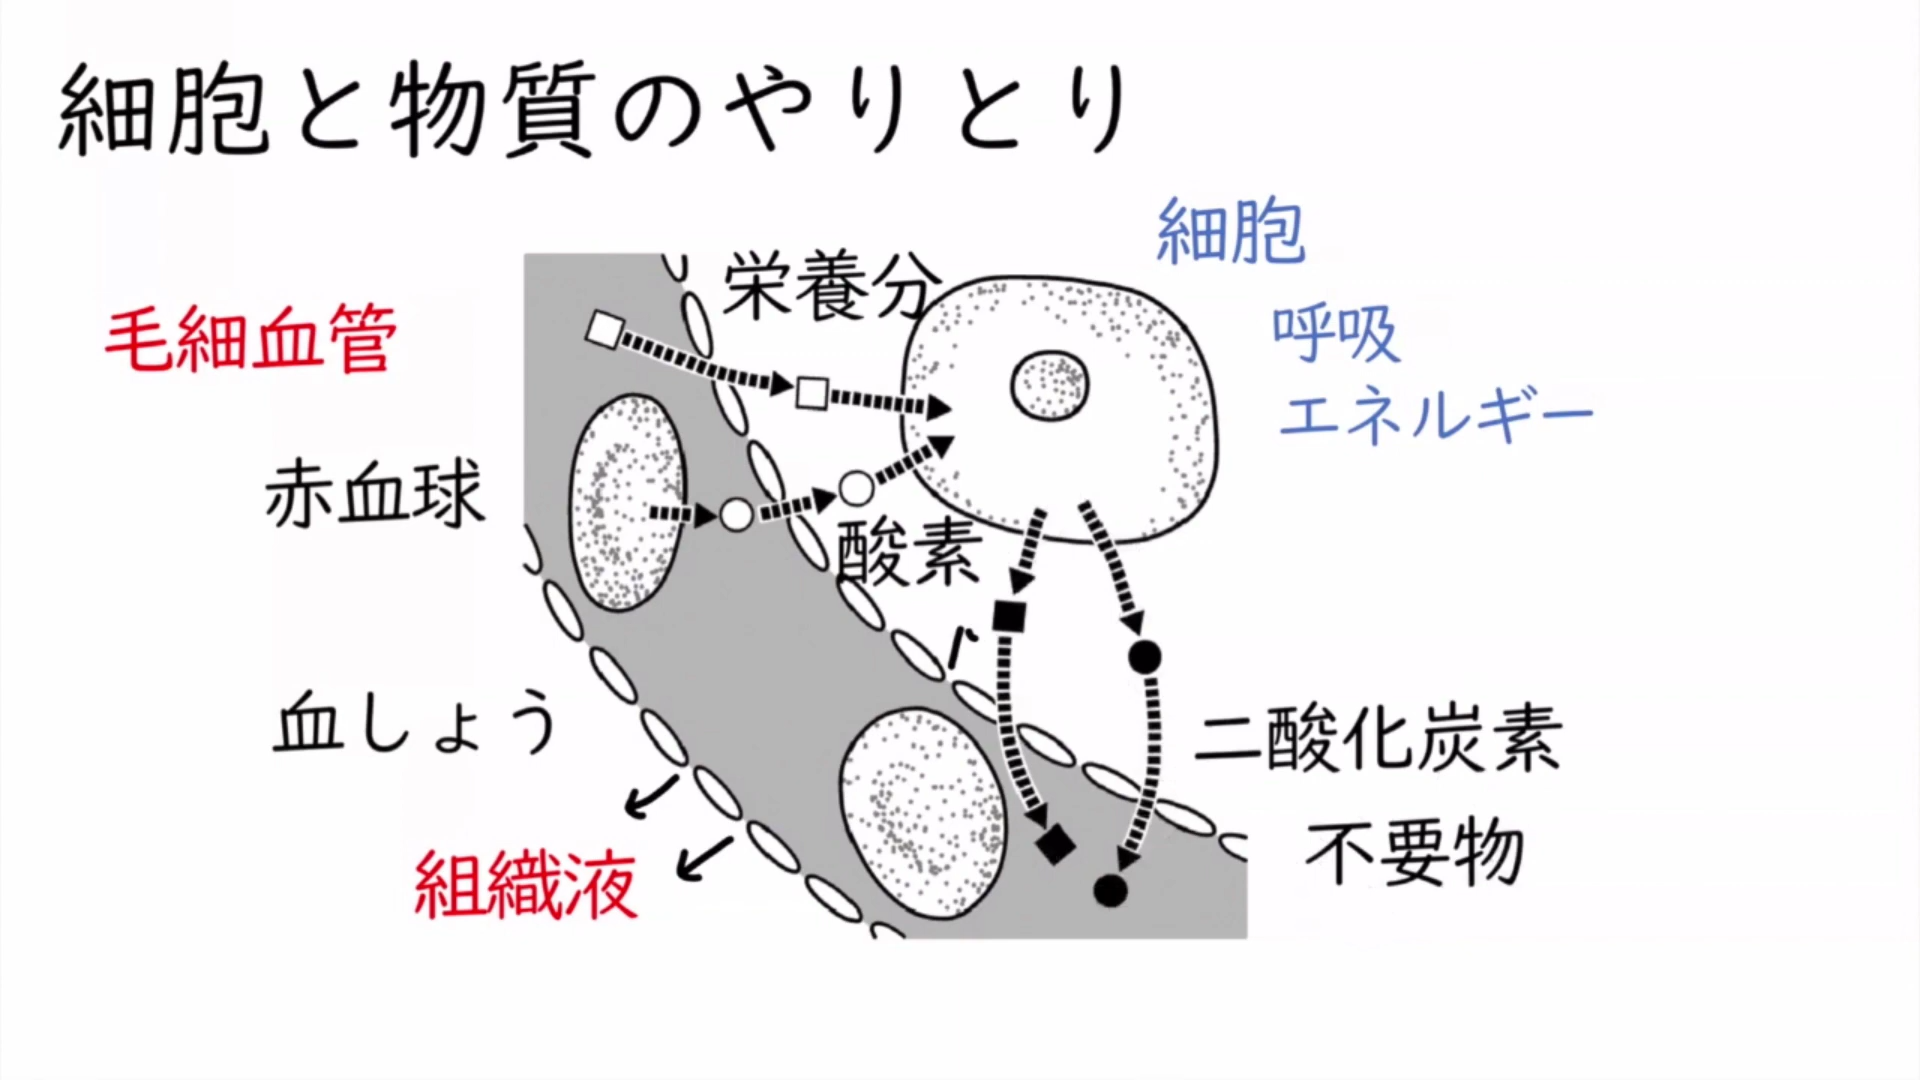 細胞と物質のやりとり
細胞
栄養分
毛細血管
呼吸
エネルギー
赤血球
酸素
血しょう
二酸化炭素
不要物
組織液